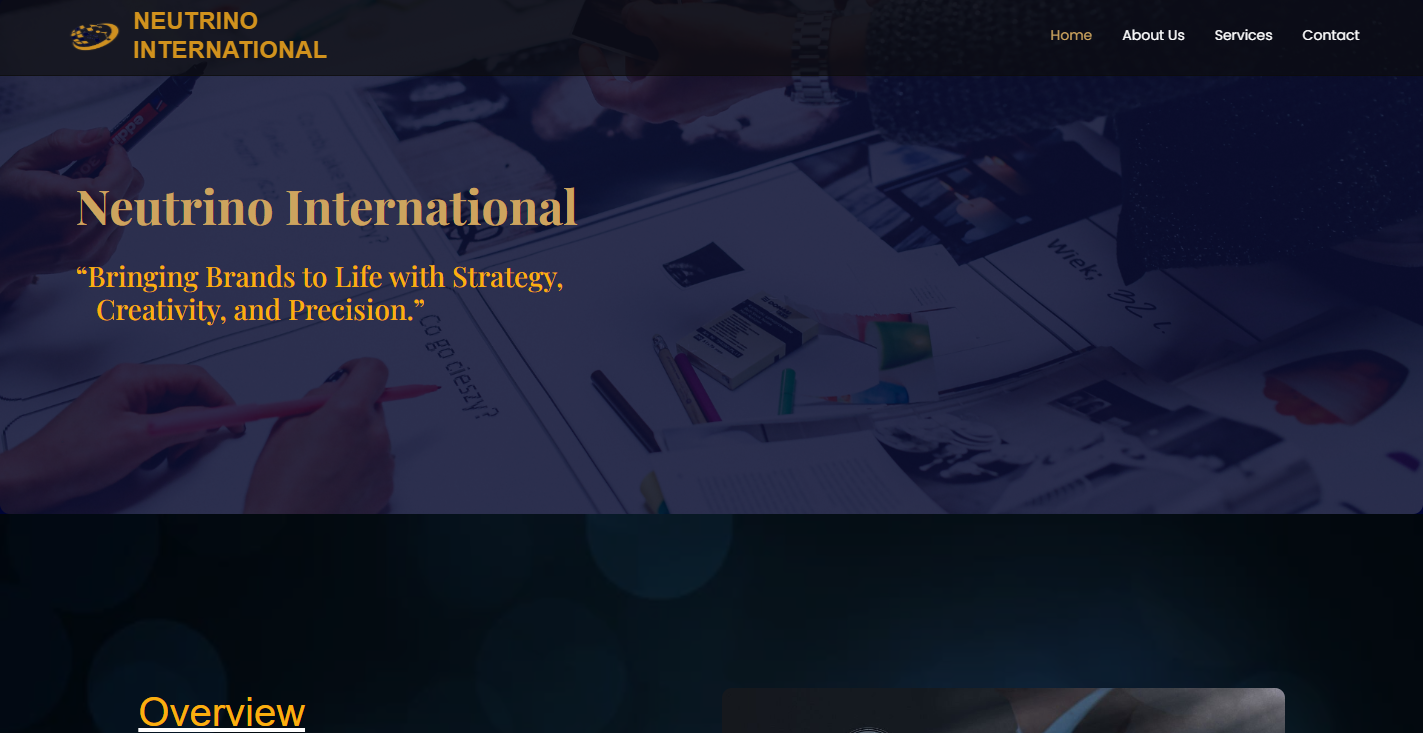 NEUTRINO
INTERNATIONAL
Home About Us Services Contact
Neutrino International
“Bringing Brands to Life with Strategy,
Creativity, and Precision.”
Wiek;
32 l.
Co go cieszy?
Overview